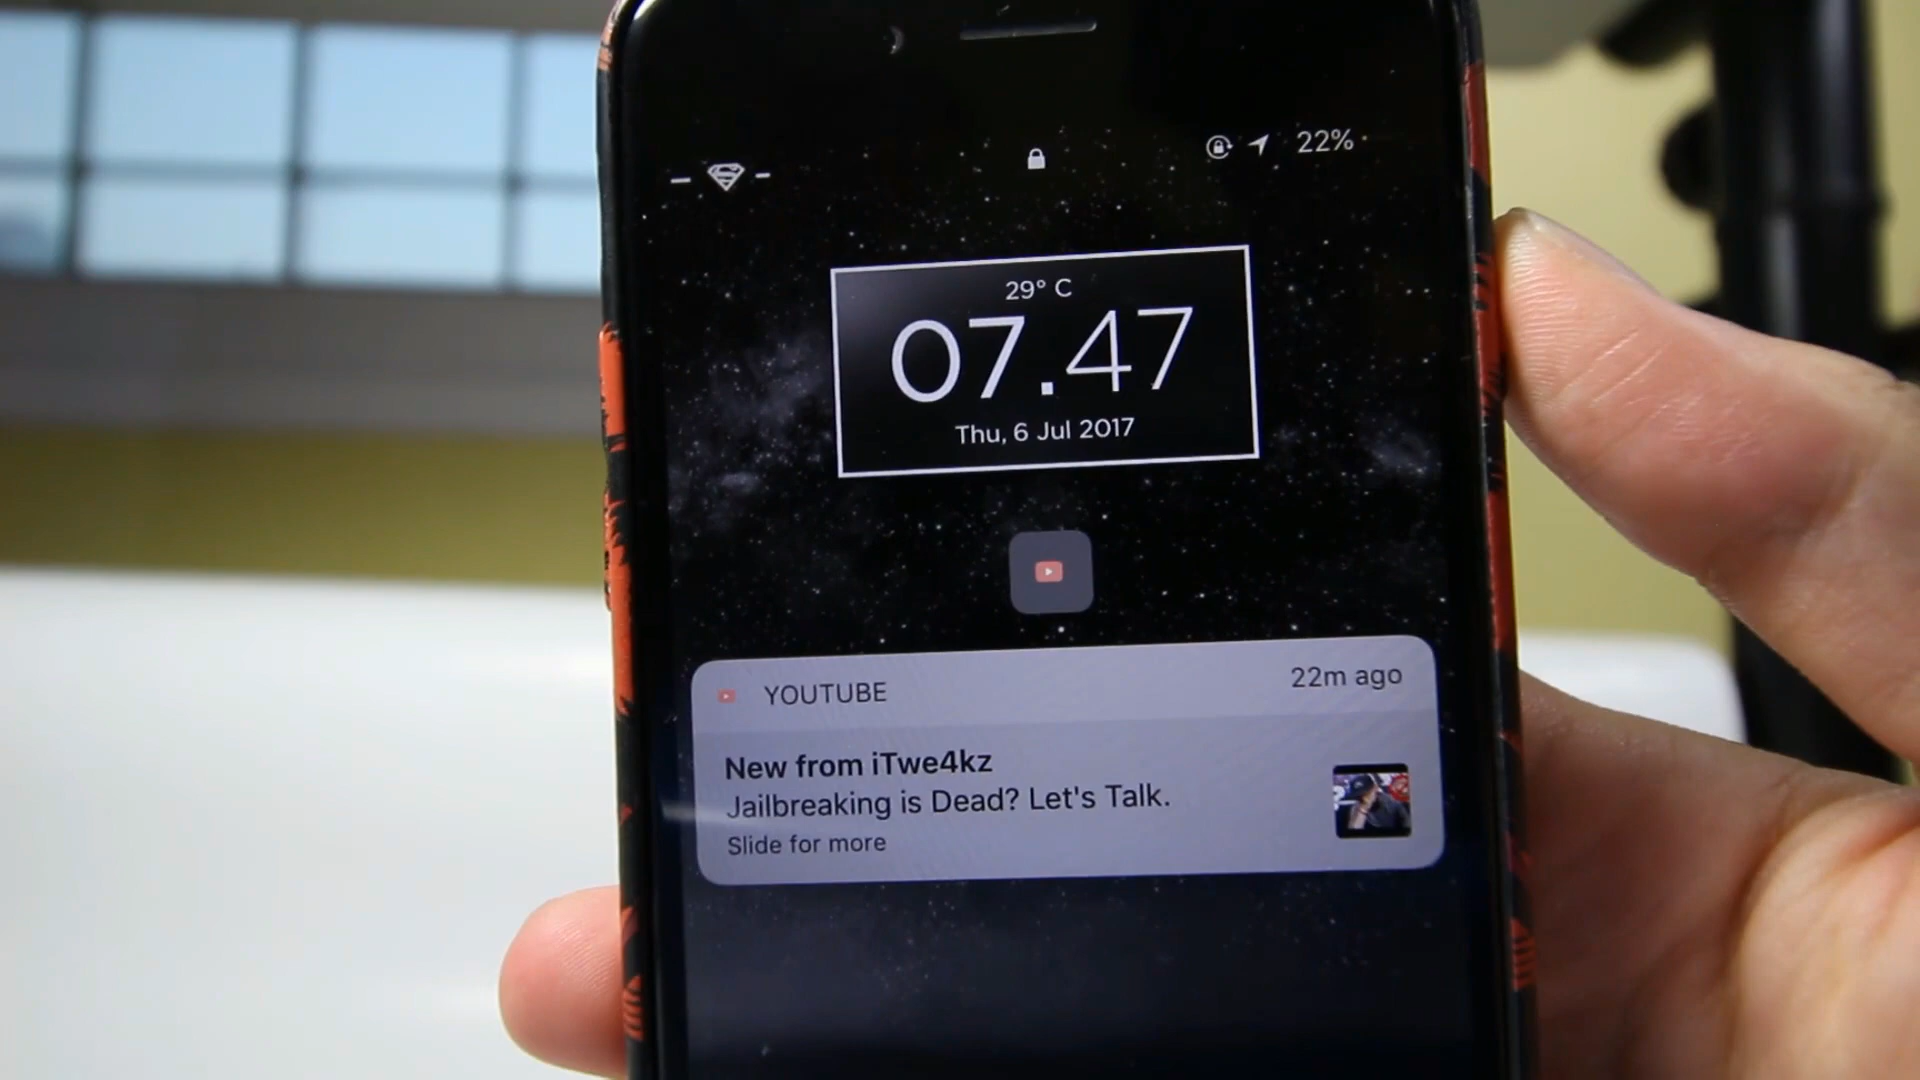 22%
29° C
07.47
Thu, 6 Jul 2017
YOUTUBE
22m ago
New from iTwe4kz
Jailbreaking is Dead? Let's Talk.
Slide for more